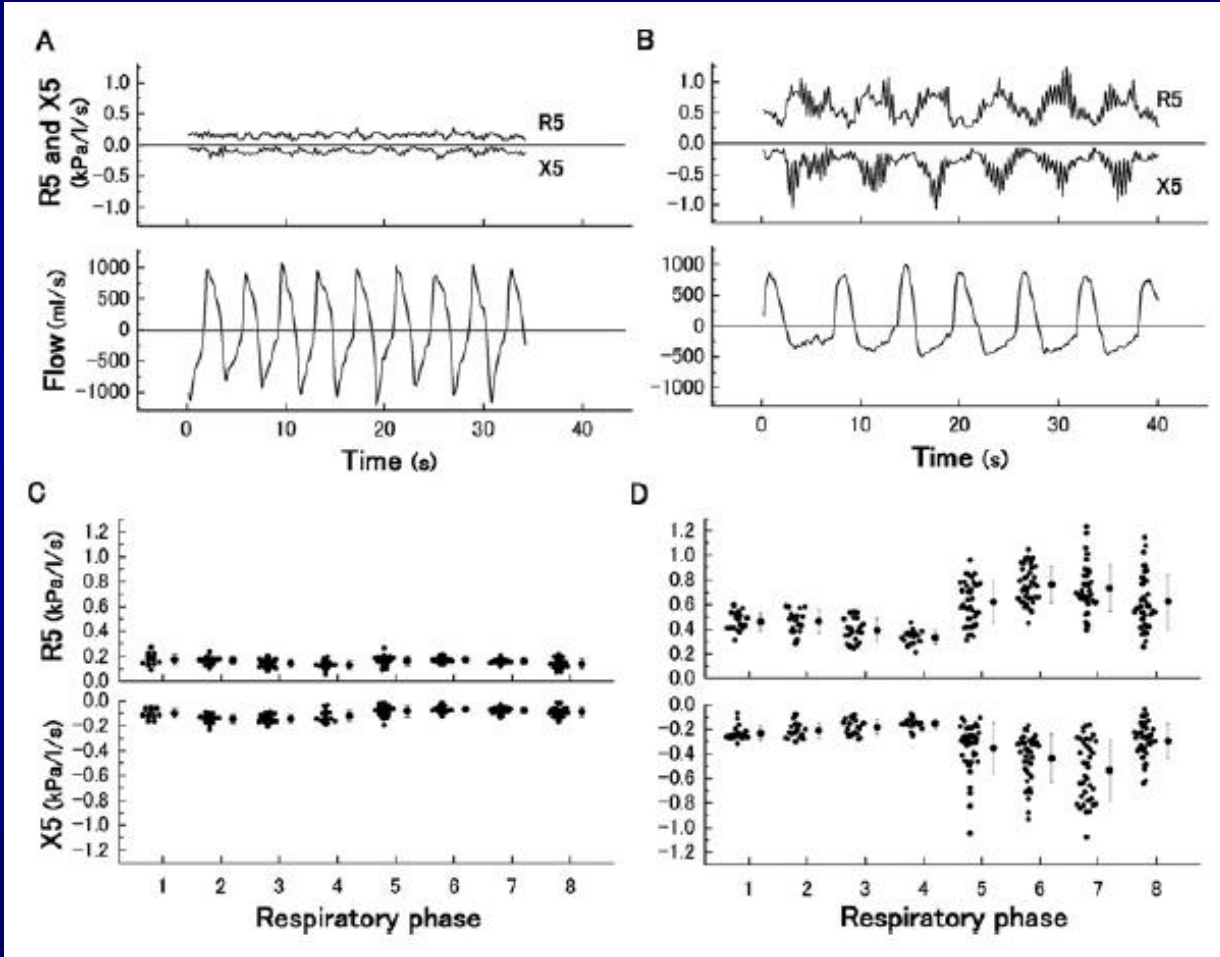 A
R5 and X5
(kPa/l/s)
1.0
0.5
0.0
-0.5
-1.0
R5
X5
Flow (ml/s)
1000
500
0
-500
-1000
0 10 20 30 40
Time (s)
B
1.0
0.5
0.0
-0.5
-1.0
R5
X5
1000
500
0
-500
-1000
0 10 20 30 40
Time (s)
C
R5 (kPa/l/s)
1.2
1.0
0.8
0.6
0.4
0.2
0.0
X5 (kPa/l/s)
-0.0
-0.2
-0.4
-0.6
-0.8
-1.0
-1.2
1 2 3 4 5 6 7 8
Respiratory phase
D
1.2
1.0
0.8
0.6
0.4
0.2
0.0
-0.0
-0.2
-0.4
-0.6
-0.8
-1.0
-1.2
1 2 3 4 5 6 7 8
Respiratory phase